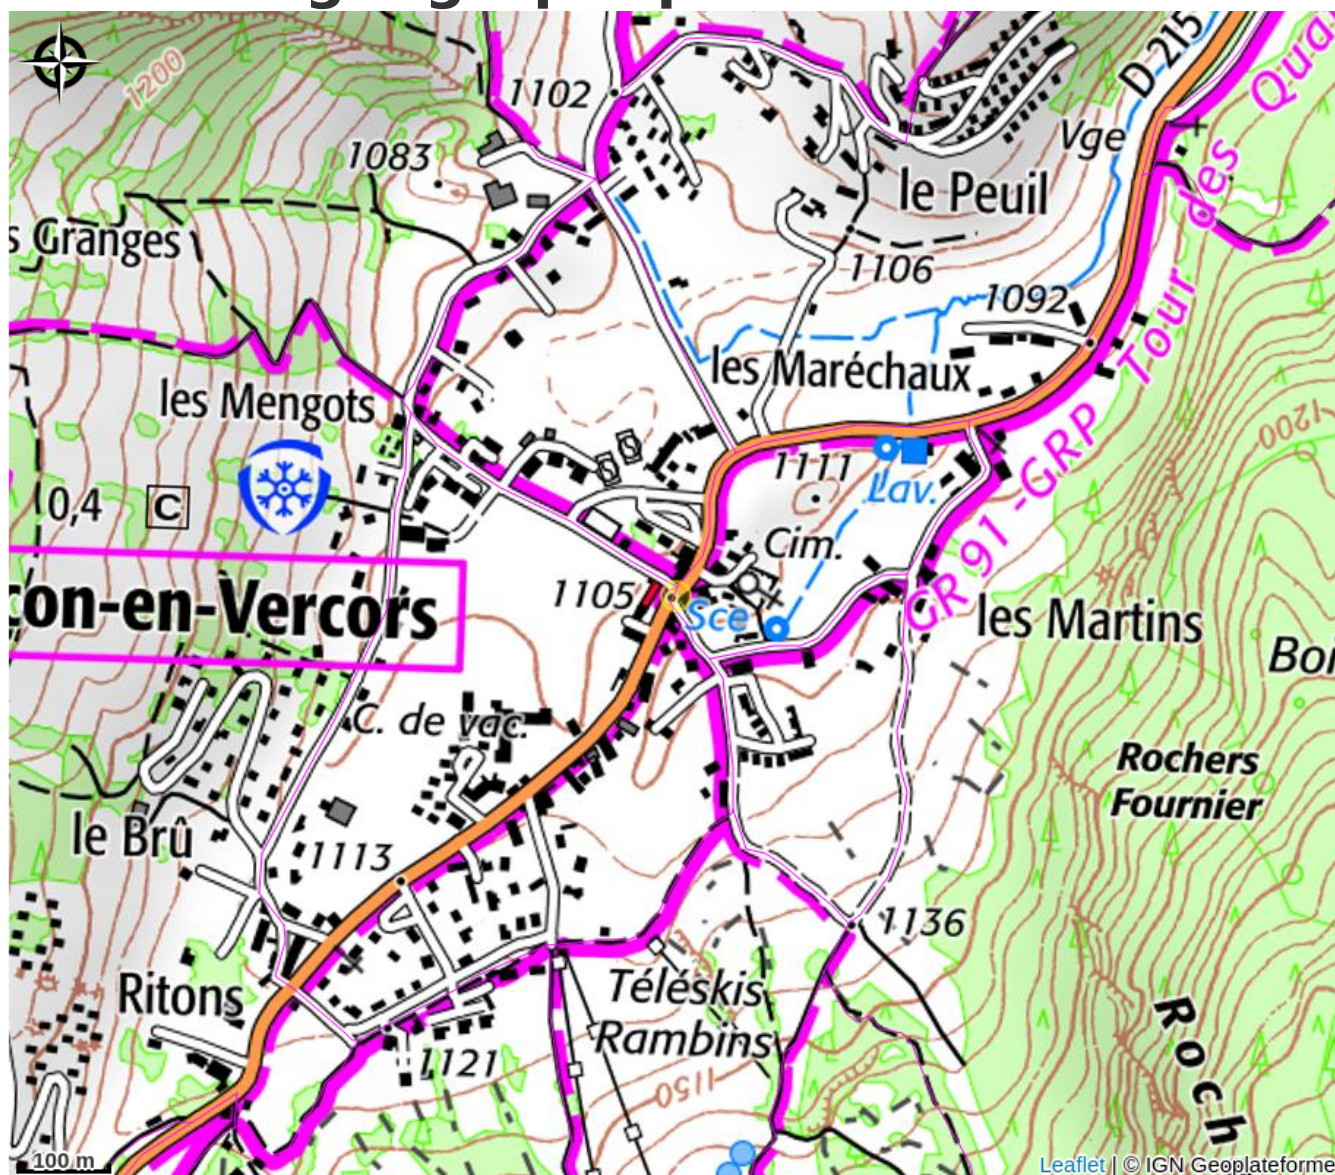 D 215
1200
1102
Qua
Vge
1083
le Peuil
des
s Granges
1106
1092
Tour
les Maréchaux
les Mengots
1200
1111
0,4
C
Lav.
GR 91 - GRP
Cim.
1105
Sce
con-en-Vercors
les Martins
Bor
C. de vac.
Rochers
Fournier
le Brû
1113
1136
Téléskis
Rambins
Ritons
Roch
1121
1150
100 m
Leaflet | © IGN Geoplateforme